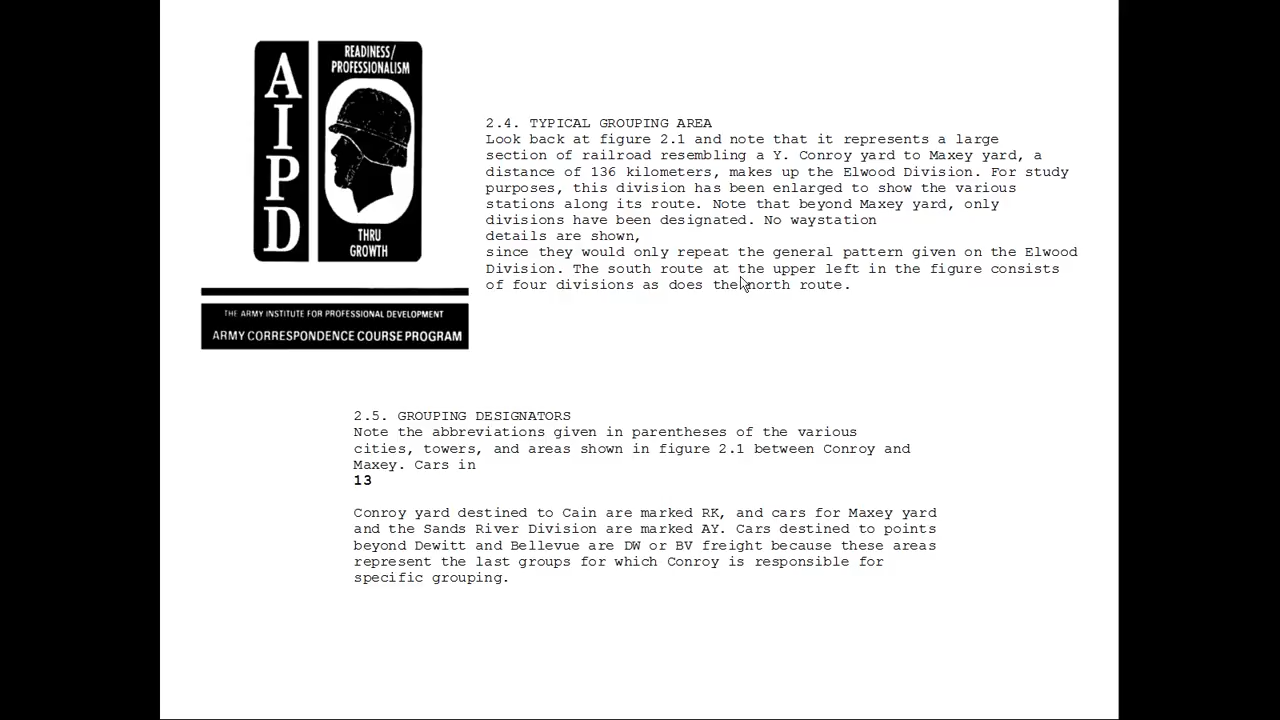 A
I
P
D
READINESS/
PROFESSIONALISM
THRU
GROWTH
THE ARMY INSTITUTE FOR PROFESSIONAL DEVELOPMENT
ARMY CORRESPONDENCE COURSE PROGRAM
2.4. TYPICAL GROUPING AREA
Look back at figure 2.1 and note that it represents a large
section of railroad resembling a Y. Conroy yard to Maxey yard, a
distance of 136 kilometers, makes up the Elwood Division. For study
purposes, this division has been enlarged to show the various
stations along its route. Note that beyond Maxey yard, only
divisions have been designated. No waystation
details are shown,
since they would only repeat the general pattern given on the Elwood
Division. The south route at the upper left in the figure consists
of four divisions as does the north route.
2.5. GROUPING DESIGNATORS
Note the abbreviations given in parentheses of the various
cities, towers, and areas shown in figure 2.1 between Conroy and
Maxey. Cars in
13
Conroy yard destined to Cain are marked RK, and cars for Maxey yard
and the Sands River Division are marked AY. Cars destined to points
beyond Dewitt and Bellevue are DW or BV freight because these areas
represent the last groups for which Conroy is responsible for
specific grouping.